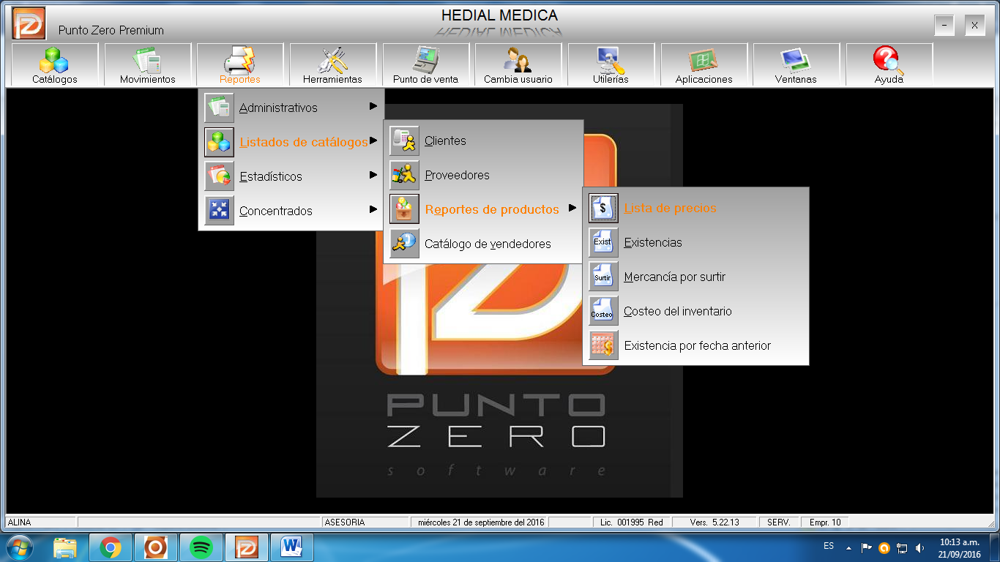 HEDIAL MEDICA
HEDIAL MEDICA
Punto Zero Premium
- x
Catálogos Movimientos Reportes Herramientas Punto de venta Cambia usuario Utilerías Aplicaciones Ventanas Ayuda
Administrativos
Listados de catálogos
Estadísticos
Concentrados
Clientes
Proveedores
Reportes de productos
Catálogo de vendedores
$ Lista de precios
Exist Existencias
Surtir Mercancía por surtir
Costeo Costeo del inventario
Existencia por fecha anterior
PUNTO
ZERO
software
ALINA ASESORIA miércoles 21 de septiembre del 2016 Lic. 001995 Red Vers. 5.22.13 SERV. Empr. 10
ES 10:13 a.m.
21/09/2016